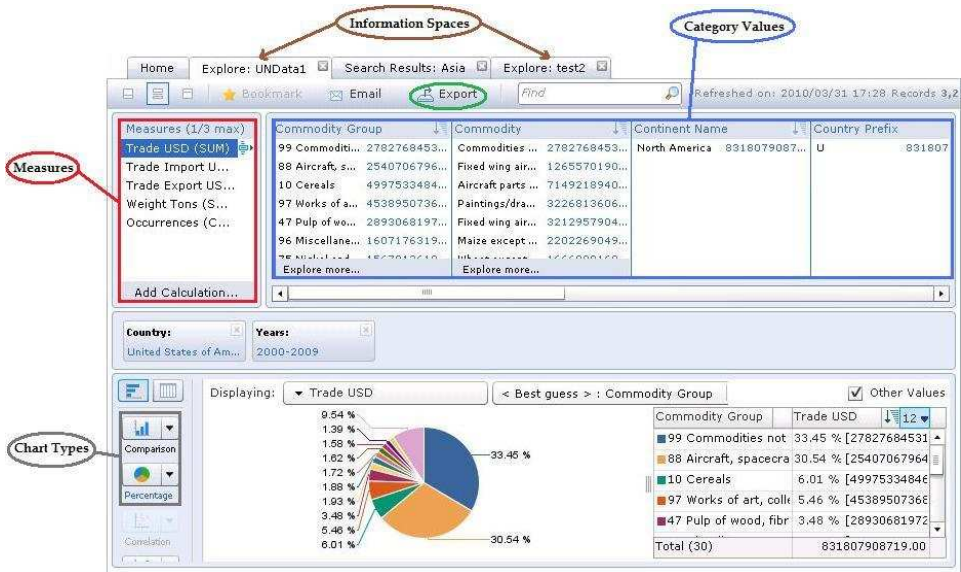 Information Spaces
Category Values
Home
Explore: UNData1
Search Results: Asia
Explore: test2
Bookmark
Email
Export
Find
Refreshed on: 2010/03/31 17:28 Records 3,2
Measures
Measures (1/3 max)
Trade USD (SUM)
Trade Import U...
Trade Export US...
Weight Tons (S...
Occurrences (C...
Add Calculation...
Commodity Group
99 Commoditi... 2782768453...
88 Aircraft, s... 2540706796...
10 Cereals 4997533484...
97 Works of a... 4538950736...
47 Pulp of wo... 2893068197...
96 Miscellane... 1607176319...
Explore more...
Commodity
Commodities ... 2782768453...
Fixed wing air... 1265570190...
Aircraft parts ... 7149218940...
Paintings/dra... 3226813606...
Fixed wing air... 3212957904...
Maize except ... 2202269049...
Explore more...
Continent Name
North America 8318079087...
Country Prefix
U 831807
Country:
United States of Am...
Years:
2000-2009
Chart Types
Comparison
Percentage
Correlation
Displaying:
Trade USD
< Best guess > : Commodity Group
Other Values
9.54 %
1.39 %
1.58 %
1.62 %
1.72 %
1.88 %
1.93 %
3.48 %
5.46 %
6.01 %
33.45 %
30.54 %
Commodity Group Trade USD 12
99 Commodities not 33.45 % [27827684531
88 Aircraft, spacecra 30.54 % [25407067964
10 Cereals 6.01 % [49975334846
97 Works of art, colle 5.46 % [45389507368
47 Pulp of wood, fibr 3.48 % [28930681972
Total (30) 831807908719.00